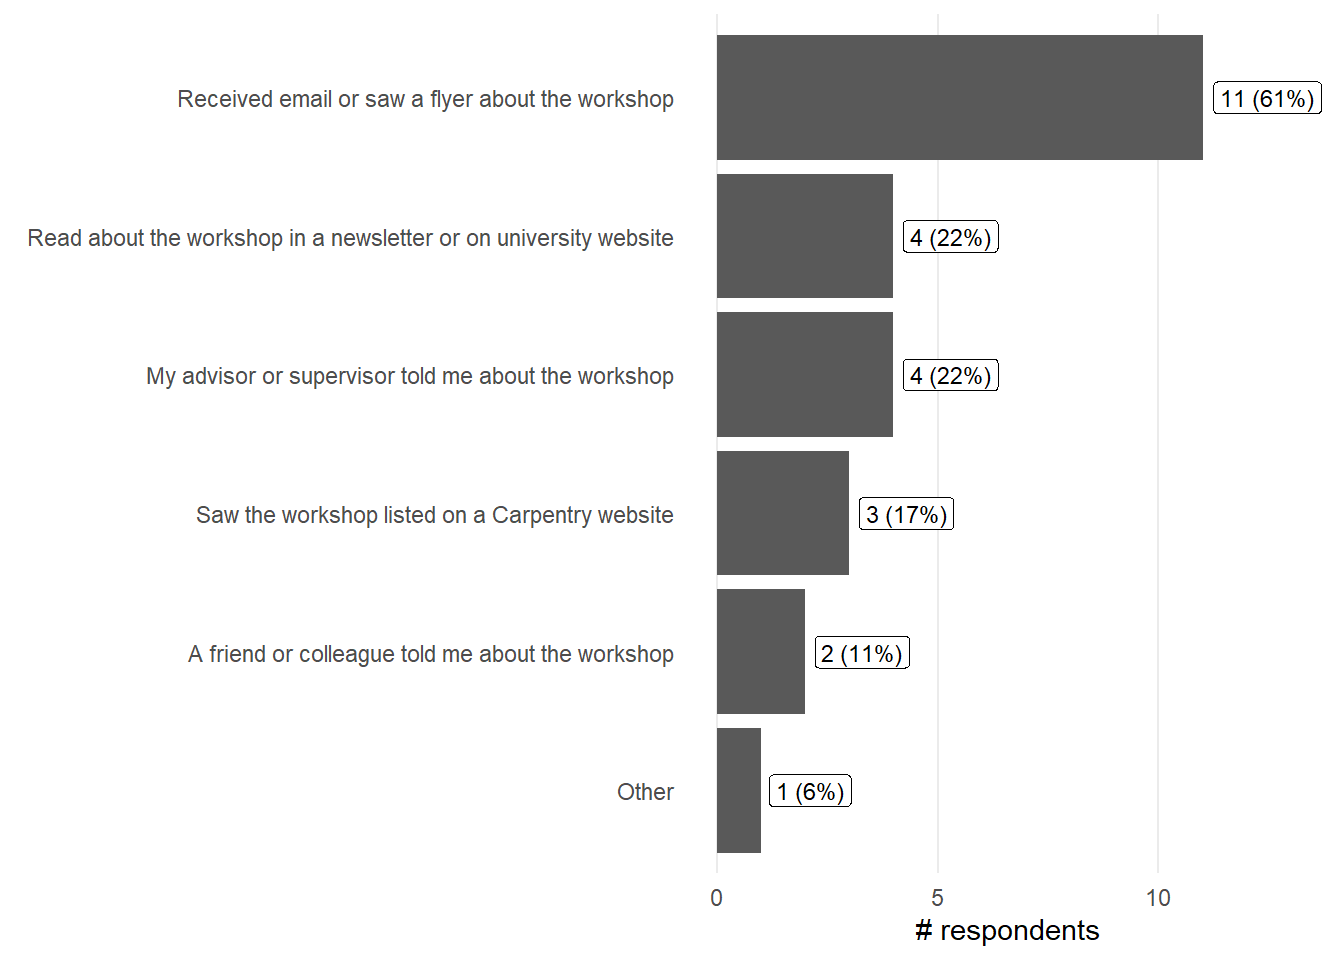 Received email or saw a flyer about the workshop
11 (61%)
Read about the workshop in a newsletter or on university website
4 (22%)
My advisor or supervisor told me about the workshop
4 (22%)
Saw the workshop listed on a Carpentry website
3 (17%)
A friend or colleague told me about the workshop
2 (11%)
Other
1 (6%)
0 5 10
# respondents